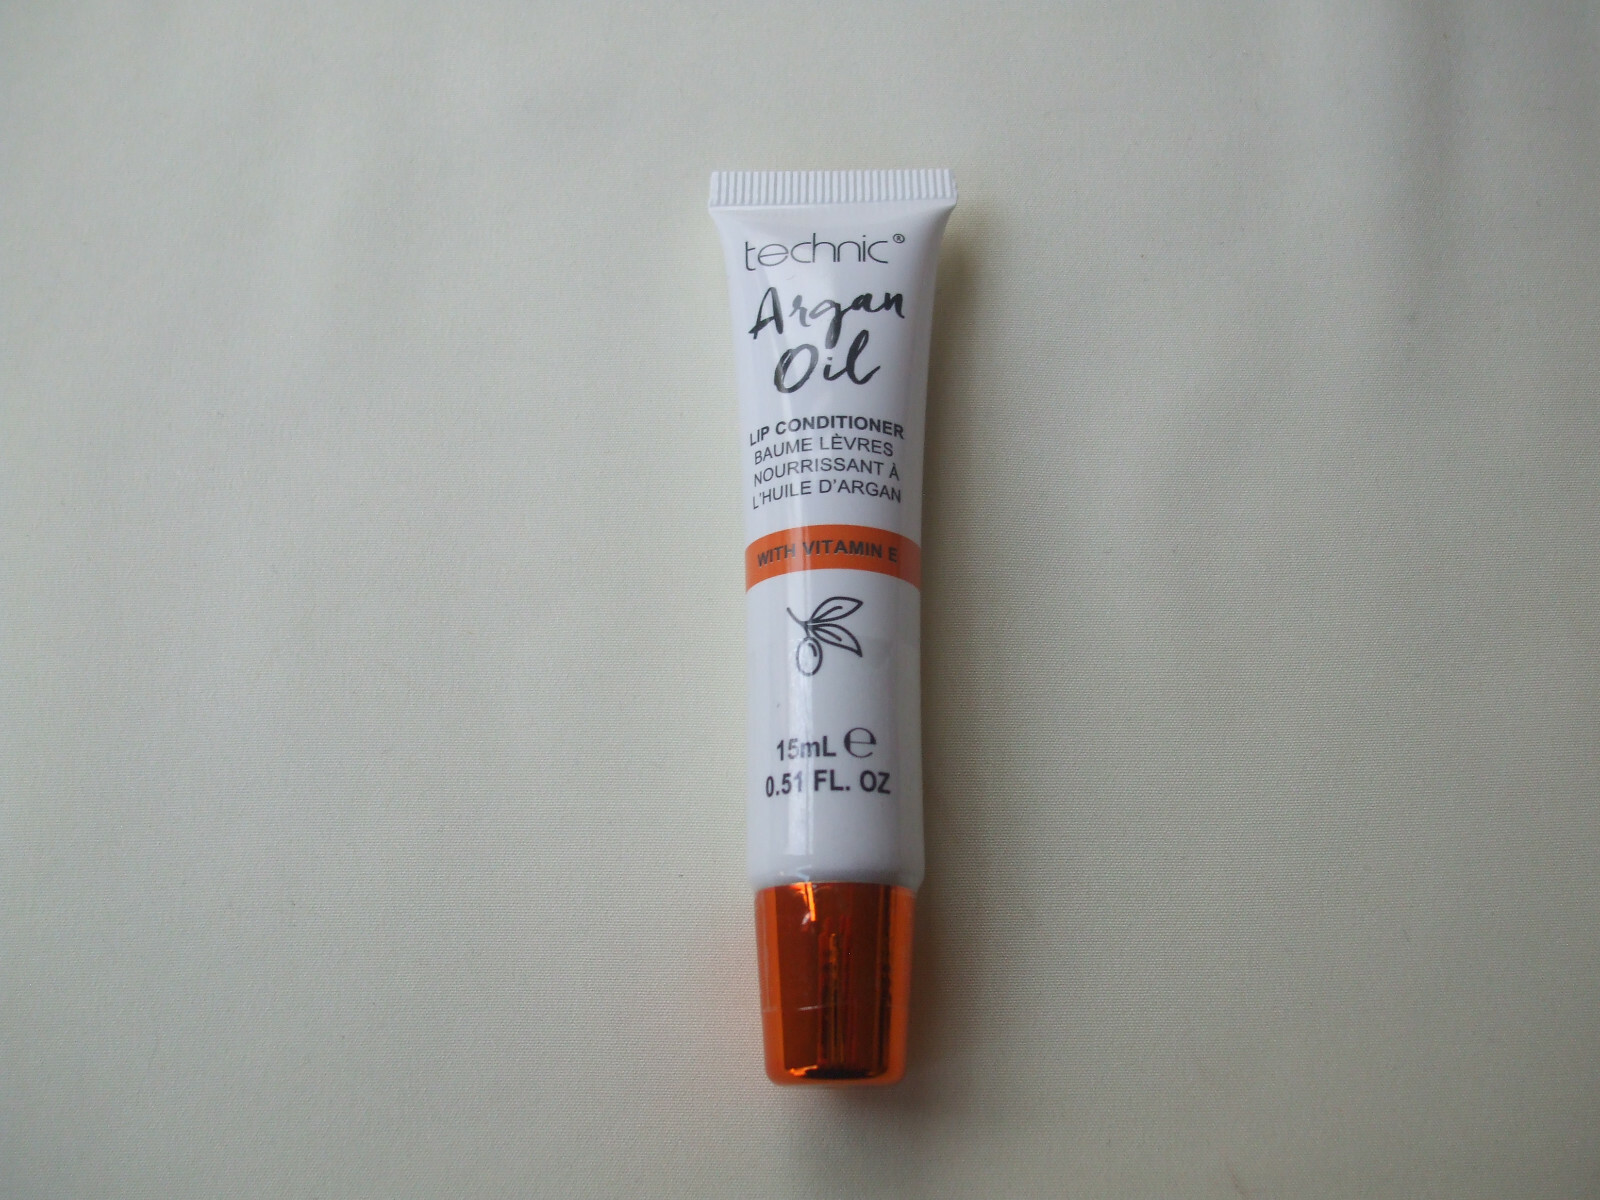 technic®
Argan
Oil
LIP CONDITIONER
BAUME LÈVRES
NOURRISSANT À
L'HUILE D'ARGAN
WITH VITAMIN E
15mL ℮
0.51 FL. OZ